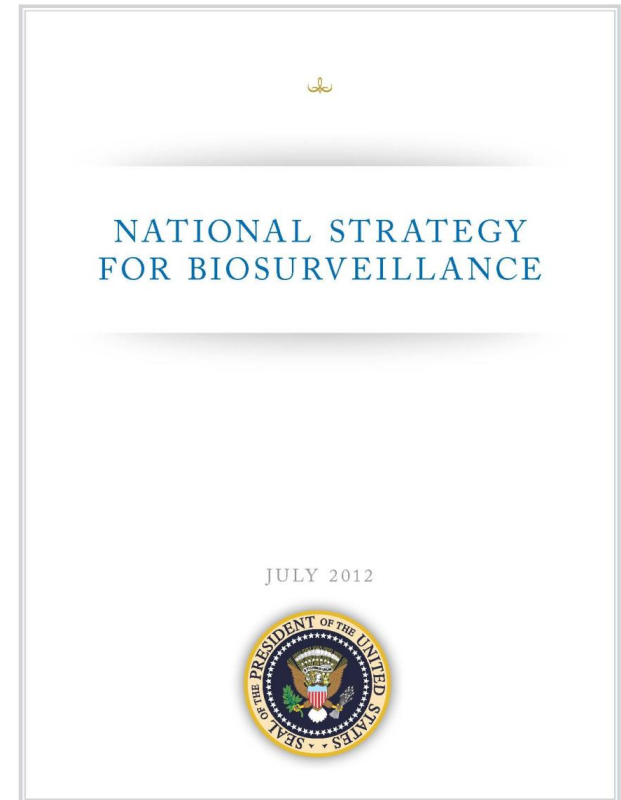 NATIONAL STRATEGY
FOR BIOSURVEILLANCE
JULY 2012
SEAL OF THE PRESIDENT OF THE UNITED STATES